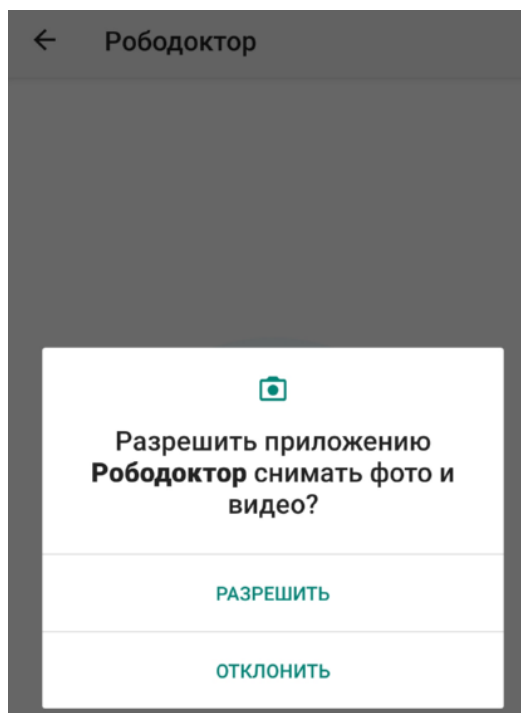 Рободоктор
Разрешить приложению
Рободоктор снимать фото и
видео?
РАЗРЕШИТЬ
ОТКЛОНИТЬ